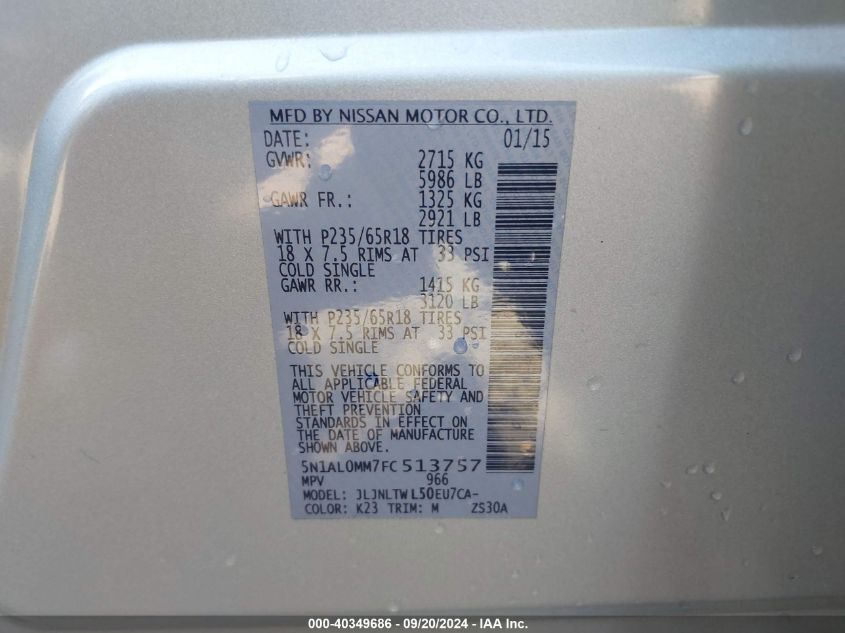 MFD BY NISSAN MOTOR CO., LTD.
DATE: 01/15
GVWR: 2715 KG
5986 LB
GAWR FR.: 1325 KG
2921 LB
WITH P235/65R18 TIRES
18 X 7.5 RIMS AT 33 PSI
COLD SINGLE
GAWR RR.: 1415 KG
3120 LB
WITH P235/65R18 TIRES
18 X 7.5 RIMS AT 33 PSI
COLD SINGLE
THIS VEHICLE CONFORMS TO
ALL APPLICABLE FEDERAL
MOTOR VEHICLE SAFETY AND
THEFT PREVENTION
STANDARDS IN EFFECT ON
THE DATE OF MANUFACTURE
SHOWN ABOVE.
5N1AL0MM7FC513757
MPV 966
MODEL: JLJNLTWL50EU7CA-
COLOR: K23 TRIM: M ZS30A
000-40349686 - 09/20/2024 - IAA Inc.